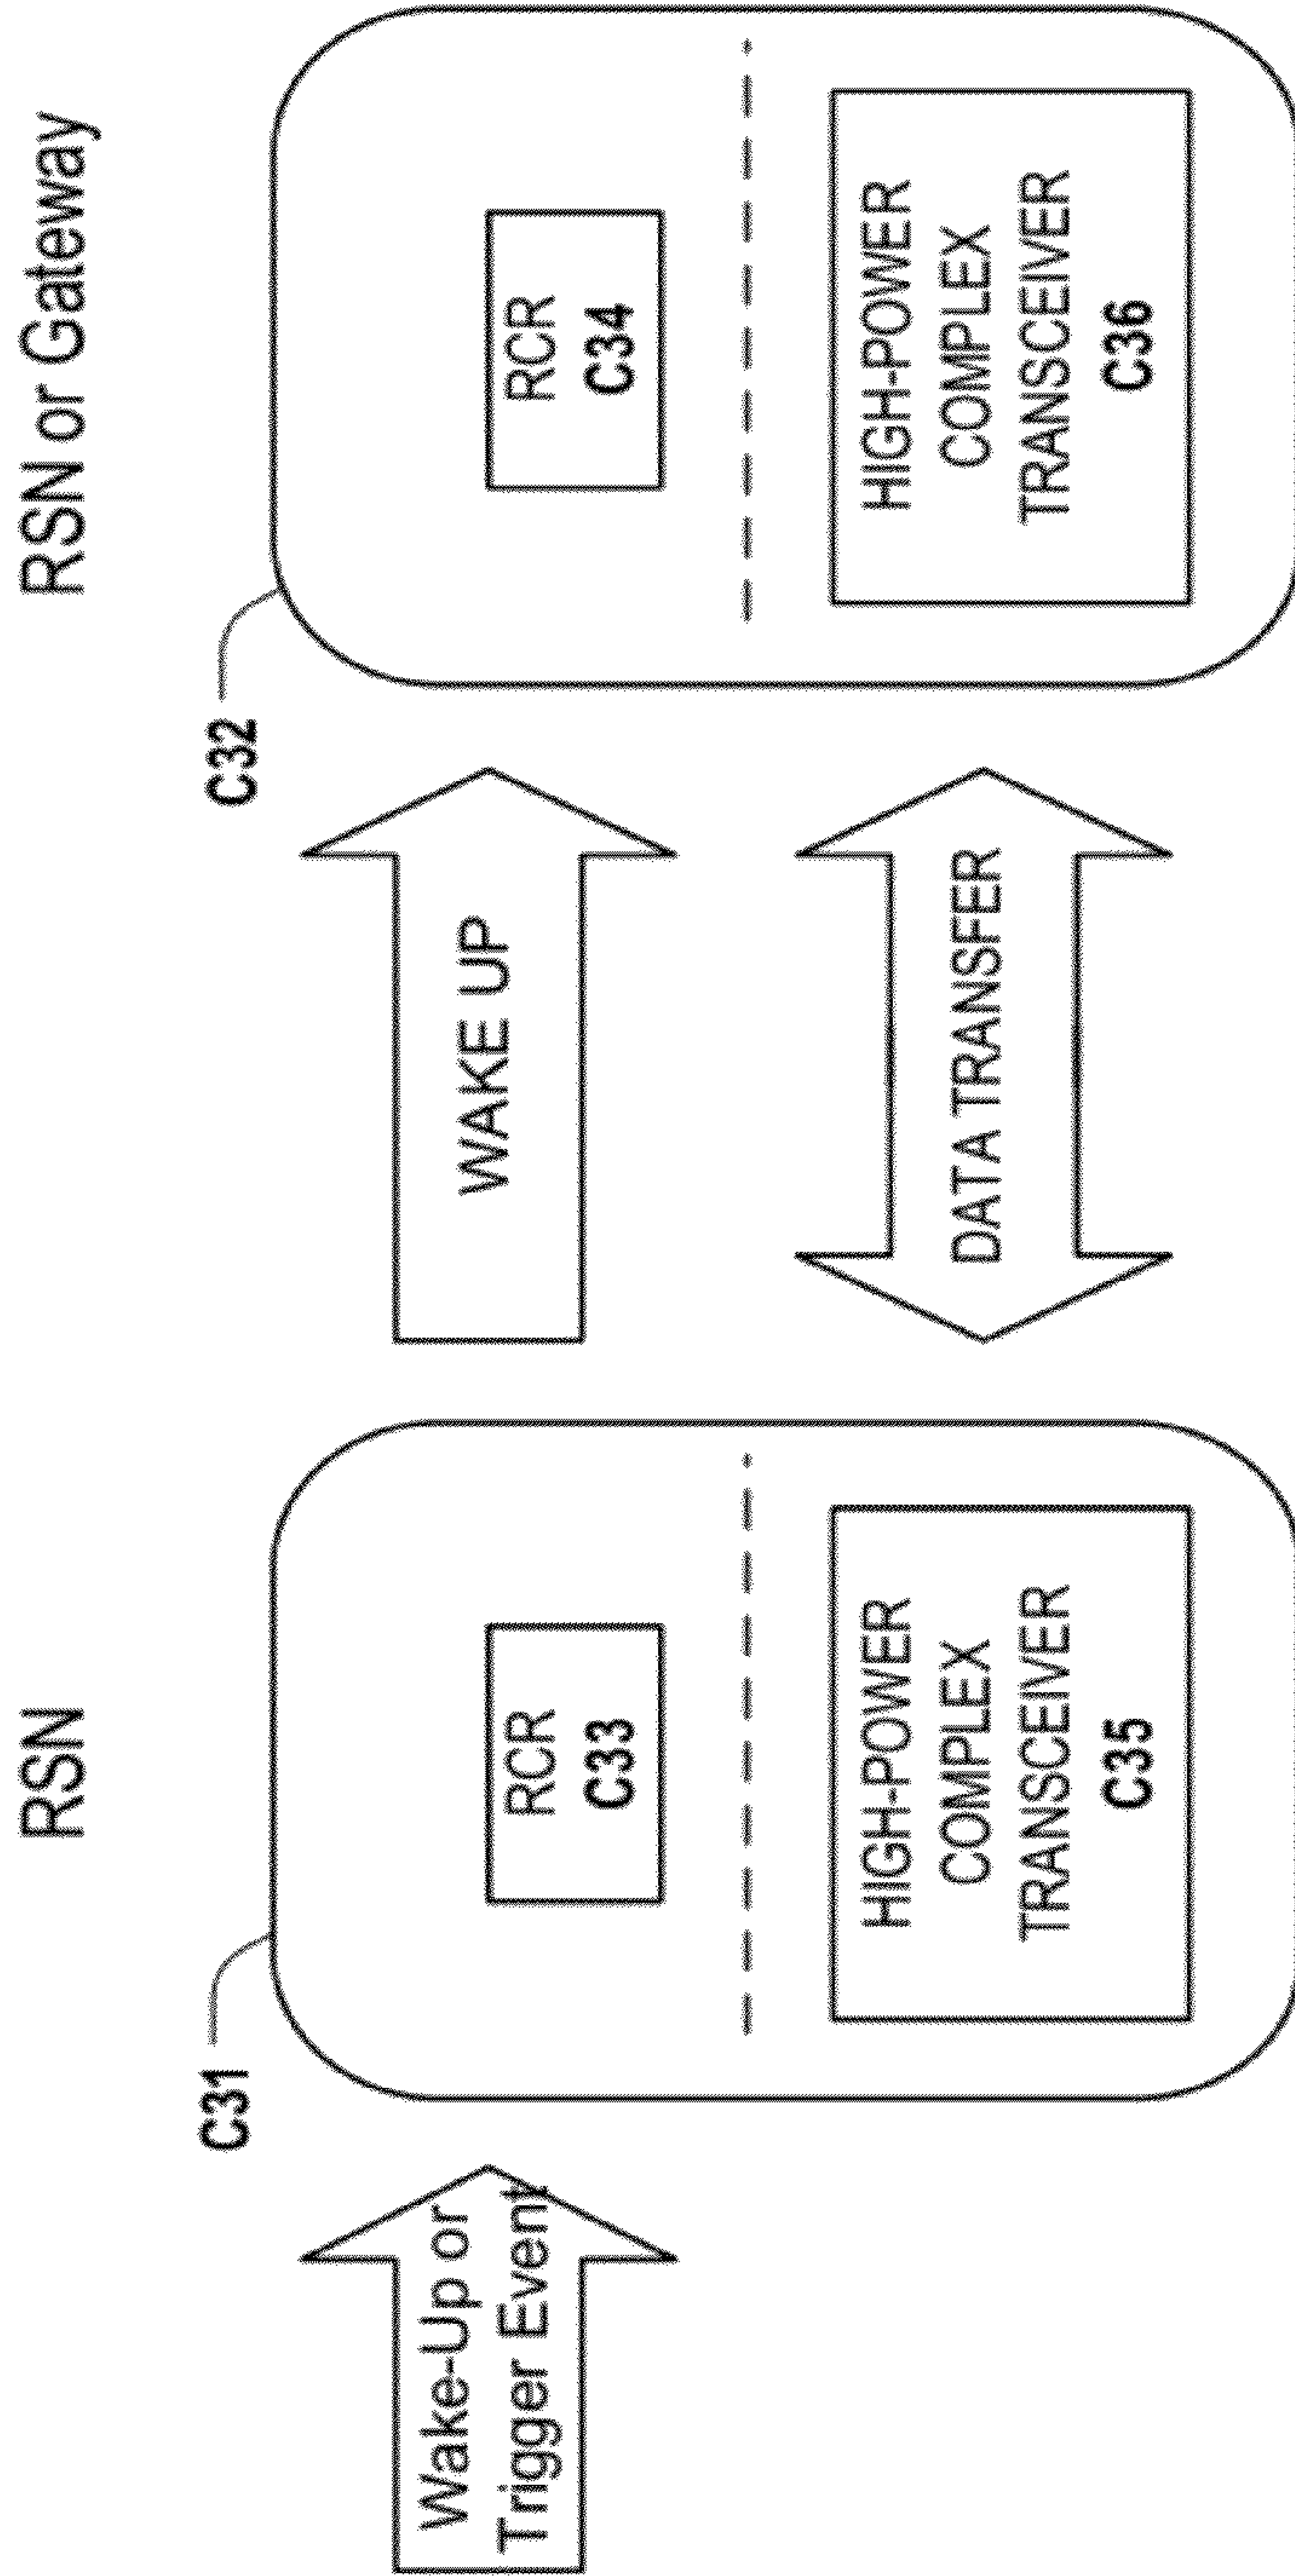 RSN
RSN or Gateway
C31
C32
Wake-Up or
Trigger Event
RCR
C33
WAKE UP
RCR
C34
HIGH-POWER
COMPLEX
TRANSCEIVER
C35
DATA TRANSFER
HIGH-POWER
COMPLEX
TRANSCEIVER
C36